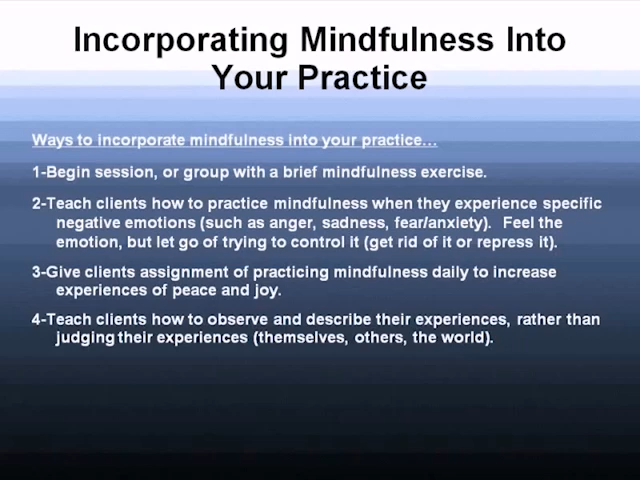 Incorporating Mindfulness Into
Your Practice
Ways to incorporate mindfulness into your practice…
1-Begin session, or group with a brief mindfulness exercise.
2-Teach clients how to practice mindfulness when they experience specific
negative emotions (such as anger, sadness, fear/anxiety).  Feel the
emotion, but let go of trying to control it (get rid of it or repress it).
3-Give clients assignment of practicing mindfulness daily to increase
experiences of peace and joy.
4-Teach clients how to observe and describe their experiences, rather than
judging their experiences (themselves, others, the world).